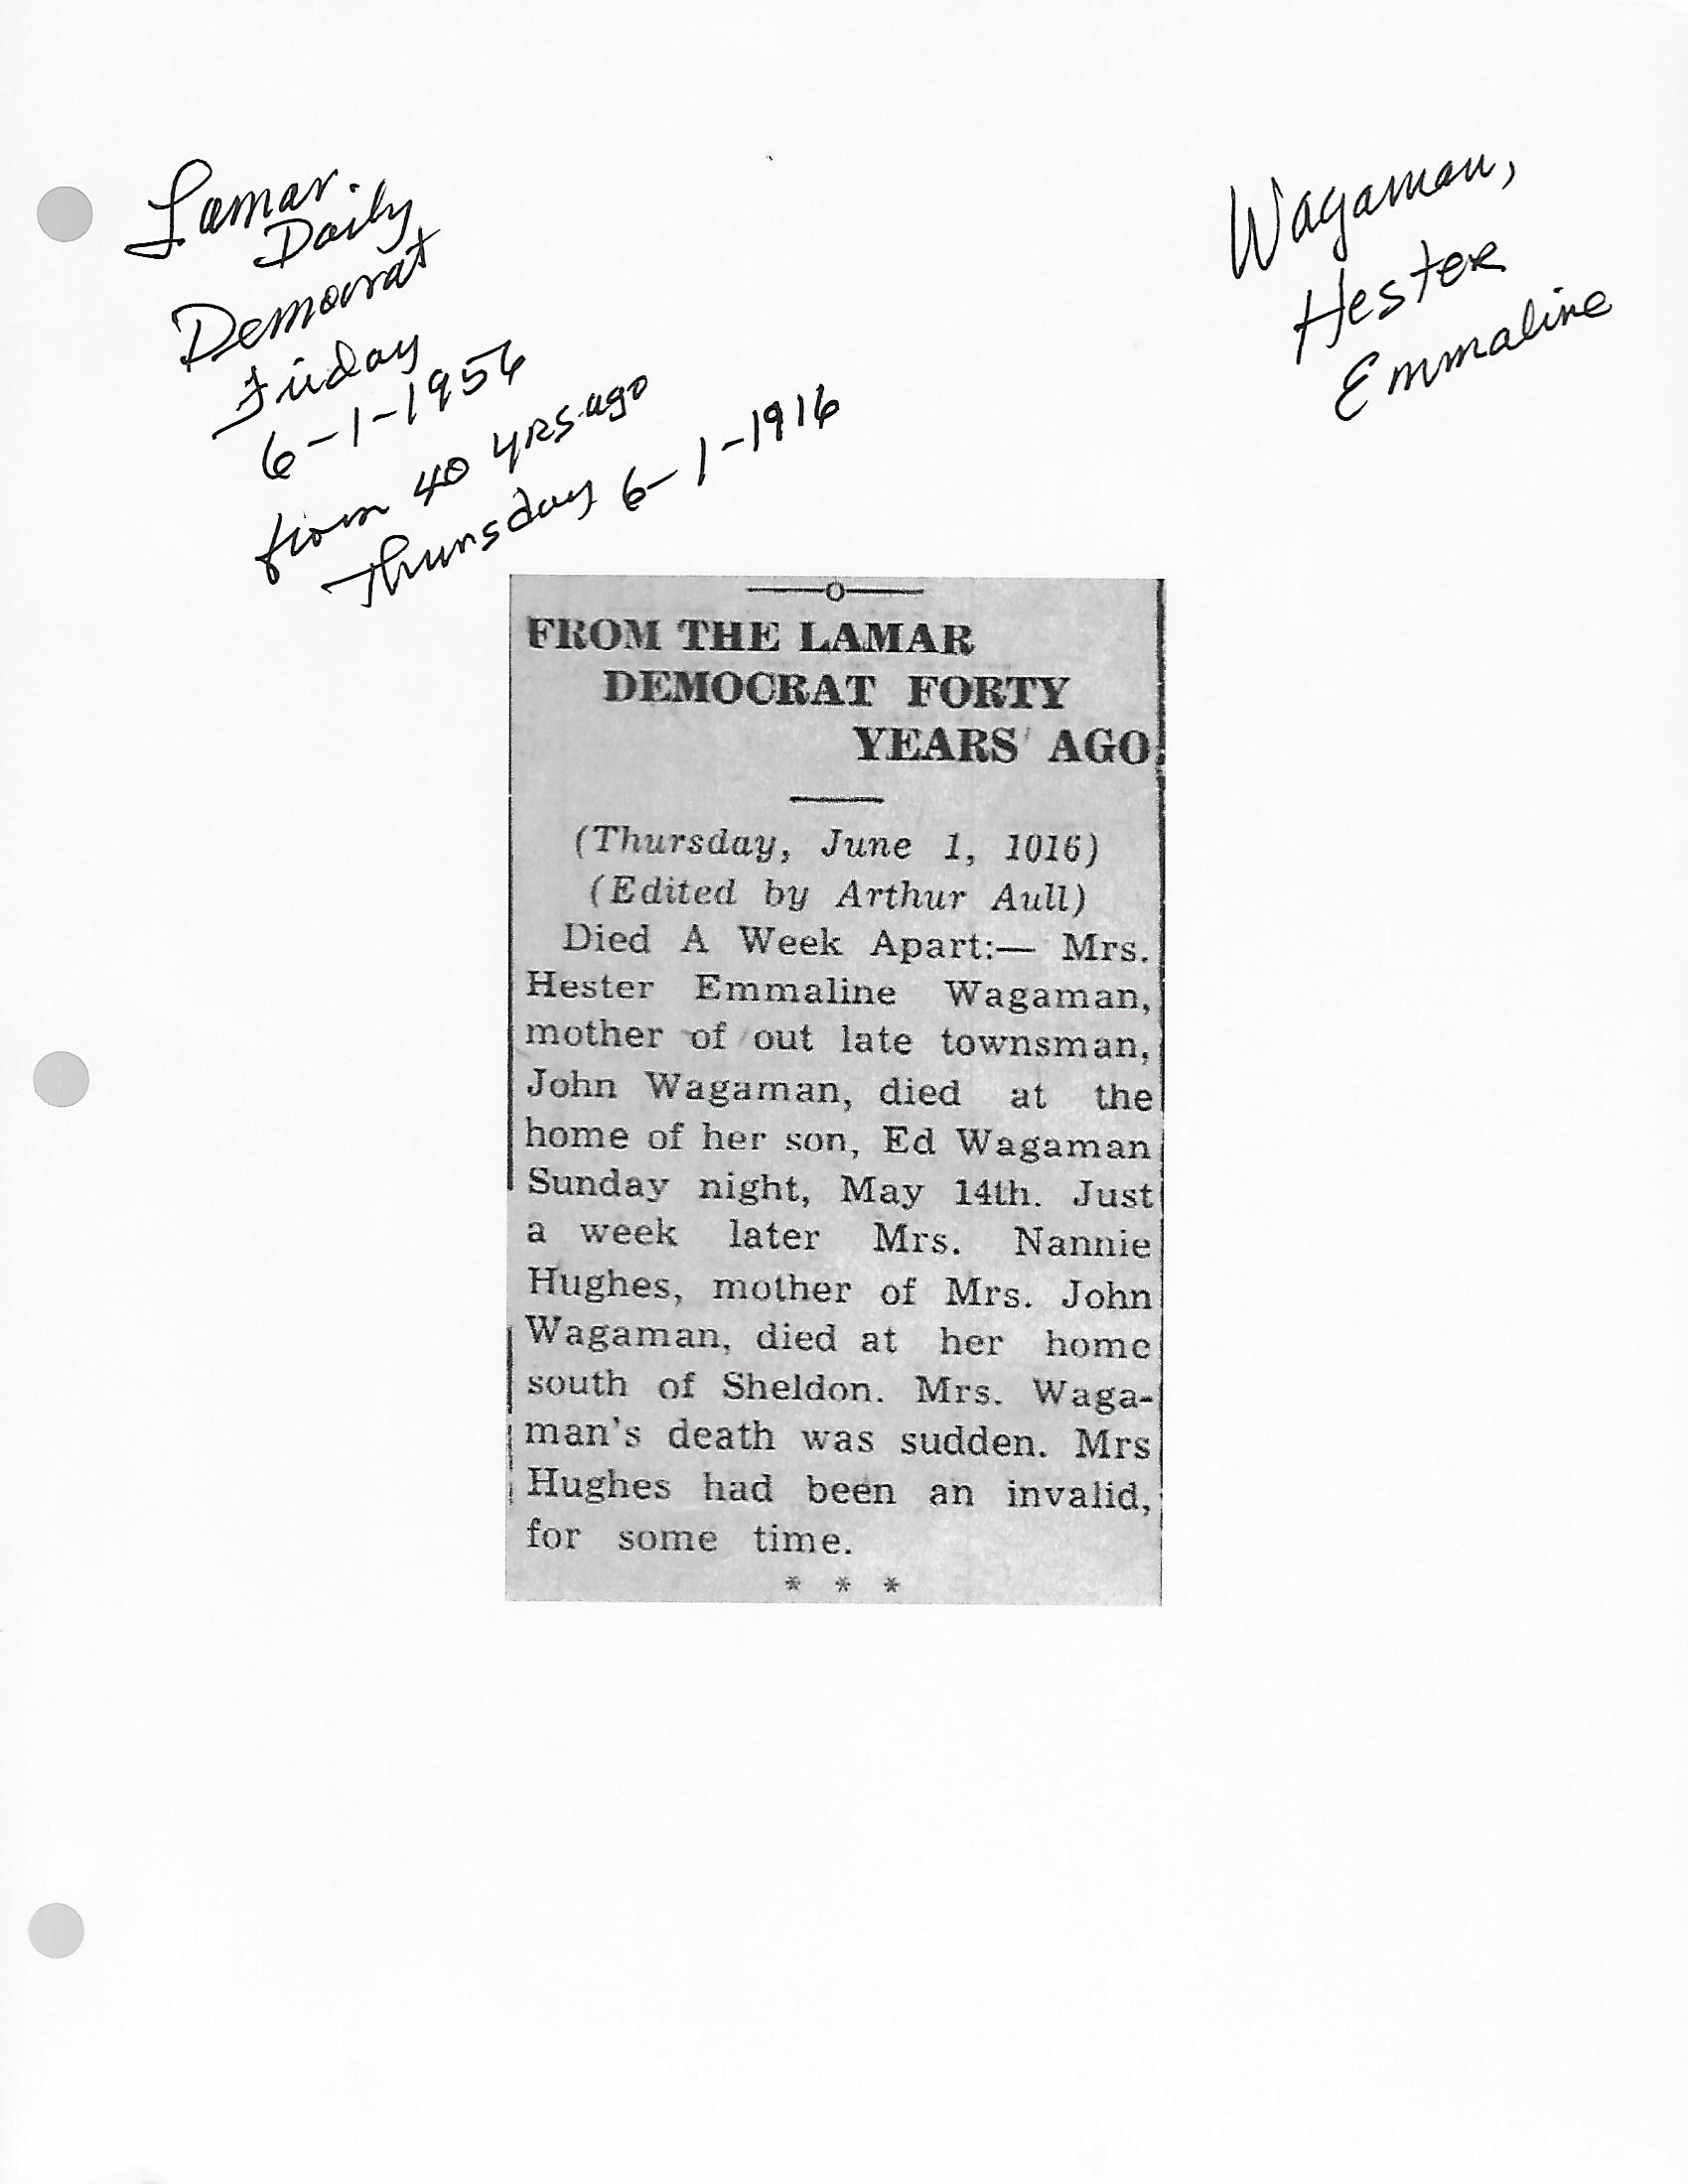 Lamar.
Daily
Democrat
Friday
6-1-1956
from 40 yrs-ago
Thursday 6-1-1916
Wagaman,
Hester
Emmaline
FROM THE LAMAR
DEMOCRAT FORTY
YEARS AGO
(Thursday, June 1, 1016)
(Edited by Arthur Aull)
Died A Week Apart:— Mrs.
Hester Emmaline Wagaman,
mother of out late townsman,
John Wagaman, died at the
home of her son, Ed Wagaman
Sunday night, May 14th. Just
a week later Mrs. Nannie
Hughes, mother of Mrs. John
Wagaman, died at her home
south of Sheldon. Mrs. Waga-
man's death was sudden. Mrs
Hughes had been an invalid,
for some time.
* * *